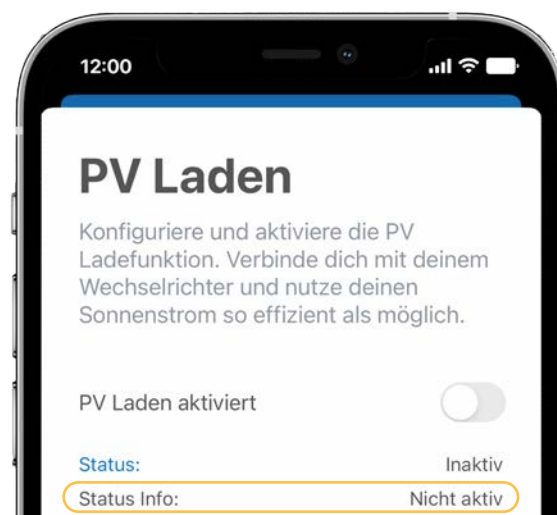 12:00
PV Laden
Konfiguriere und aktiviere die PV
Ladefunktion. Verbinde dich mit deinem
Wechselrichter und nutze deinen
Sonnenstrom so effizient als möglich.
PV Laden aktiviert
Status: Inaktiv
Status Info: Nicht aktiv